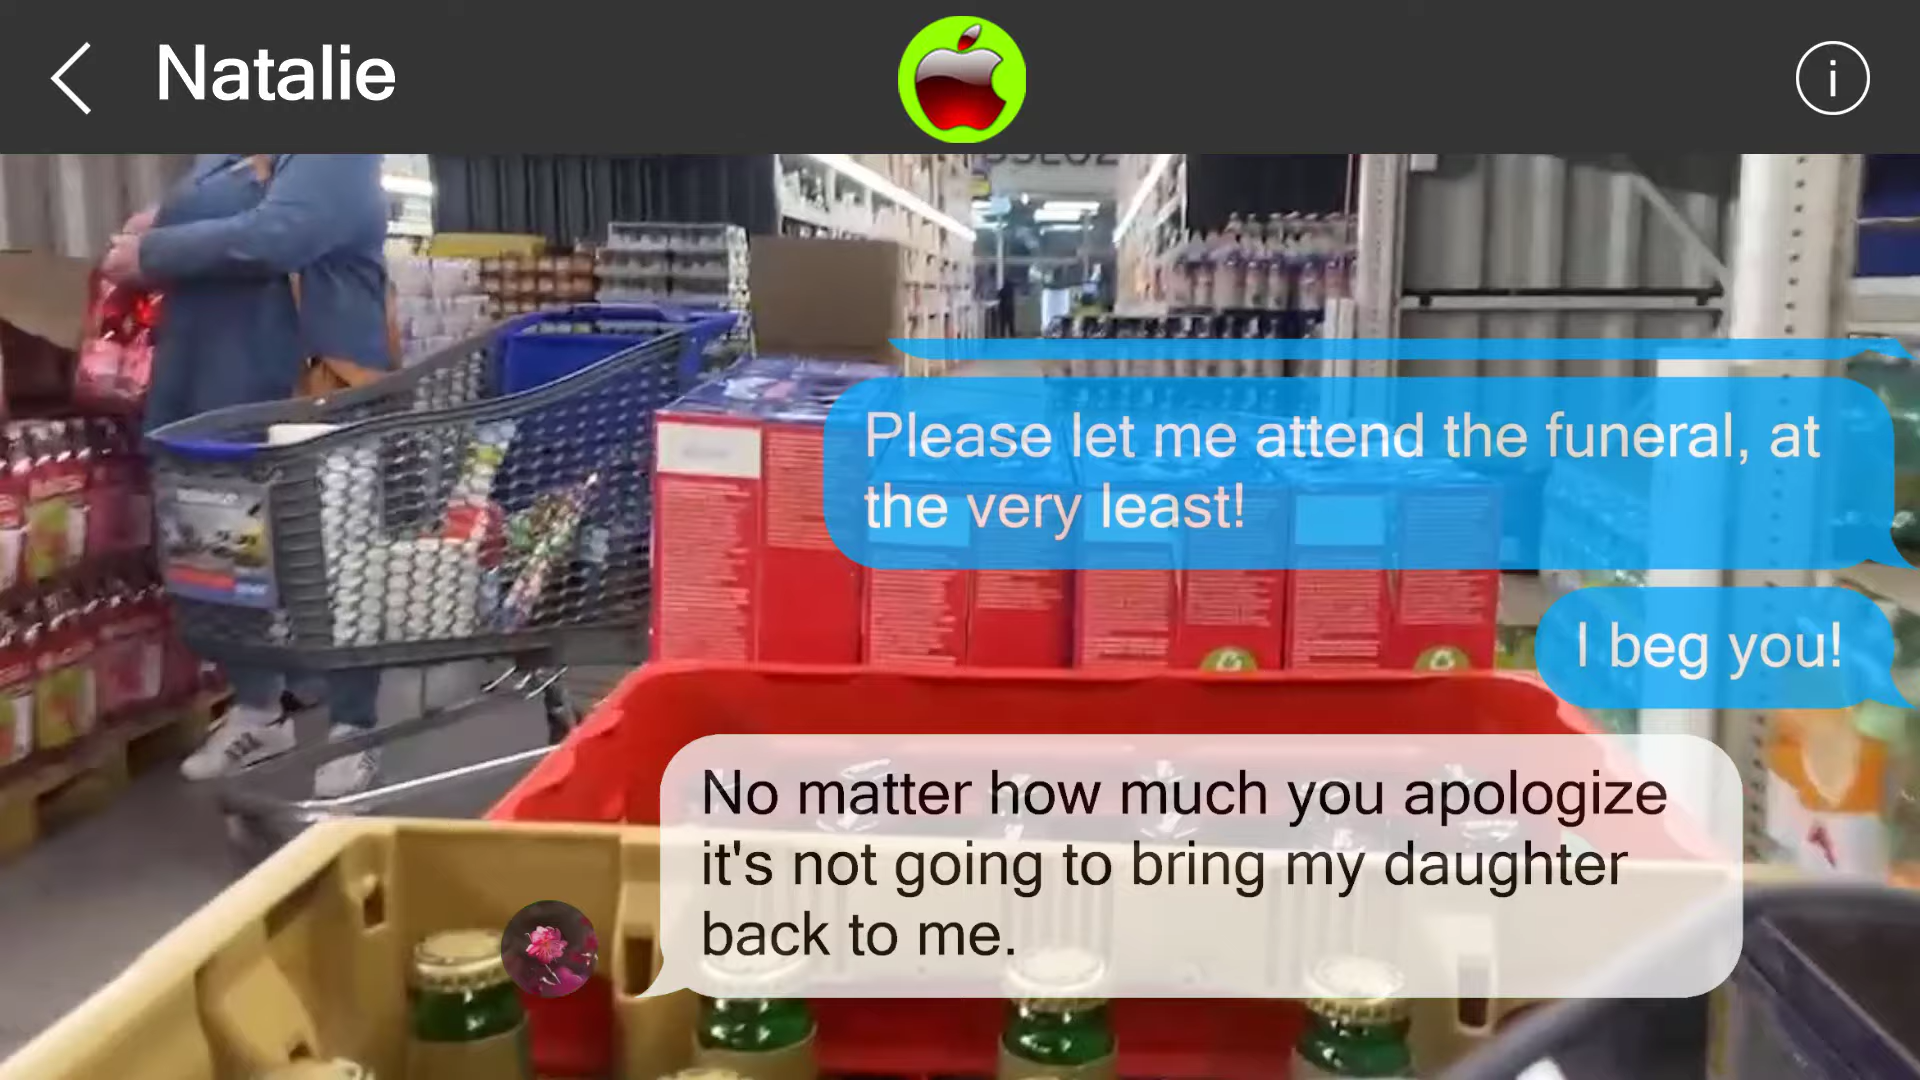 Natalie
Please let me attend the funeral, at
the very least!
I beg you!
No matter how much you apologize
it's not going to bring my daughter
back to me.